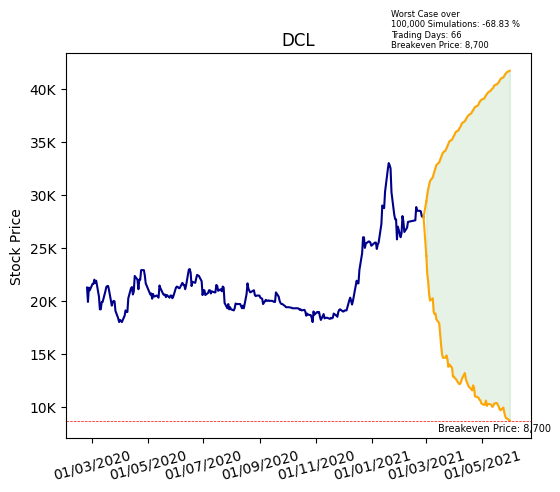 Worst Case over
100,000 Simulations: -68.83 %
Trading Days: 66
Breakeven Price: 8,700
DCL
Stock Price
40K
35K
30K
25K
20K
15K
10K
Breakeven Price: 8,700
01/03/2020
01/05/2020
01/07/2020
01/09/2020
01/11/2020
01/01/2021
01/03/2021
01/05/2021